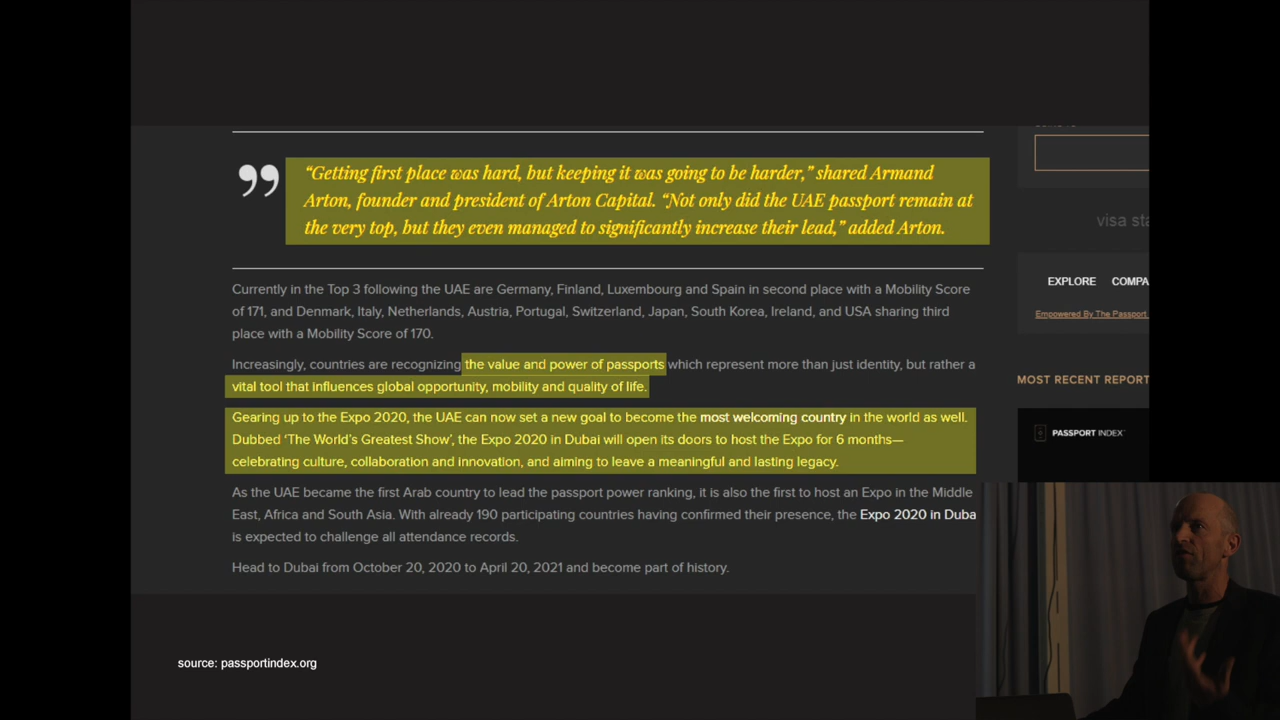 “Getting first place was hard, but keeping it was going to be harder,” shared Armand
Arton, founder and president of Arton Capital. “Not only did the UAE passport remain at
the very top, but they even managed to significantly increase their lead,” added Arton.
Currently in the Top 3 following the UAE are Germany, Finland, Luxembourg and Spain in second place with a Mobility Score
of 171, and Denmark, Italy, Netherlands, Austria, Portugal, Switzerland, Japan, South Korea, Ireland, and USA sharing third
place with a Mobility Score of 170.
Increasingly, countries are recognizing the value and power of passports which represent more than just identity, but rather a
vital tool that influences global opportunity, mobility and quality of life.
Gearing up to the Expo 2020, the UAE can now set a new goal to become the most welcoming country in the world as well.
Dubbed ‘The World’s Greatest Show’, the Expo 2020 in Dubai will open its doors to host the Expo for 6 months—
celebrating culture, collaboration and innovation, and aiming to leave a meaningful and lasting legacy.
As the UAE became the first Arab country to lead the passport power ranking, it is also the first to host an Expo in the Middle
East, Africa and South Asia. With already 190 participating countries having confirmed their presence, the Expo 2020 in Duba
is expected to challenge all attendance records.
Head to Dubai from October 20, 2020 to April 20, 2021 and become part of history.
visa sta
EXPLORE COMPA
Empowered By The Passport
MOST RECENT REPORT
PASSPORT INDEX™
source: passportindex.org